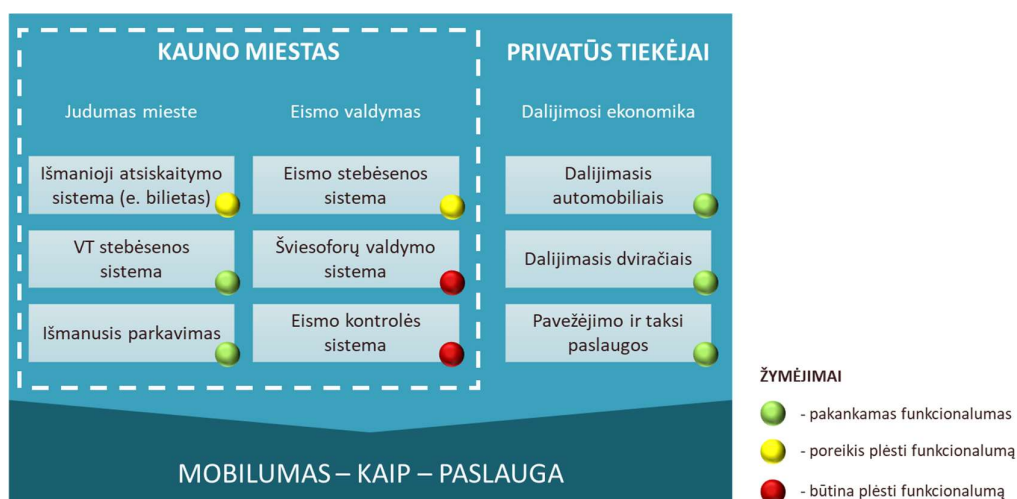 KAUNO MIESTAS
Judumas mieste
Išmanioji atsiskaitymo
sistema (e. bilietas)
VT stebėsenos
sistema
Išmanusis parkavimas
Eismo valdymas
Eismo stebėsenos
sistema
Šviesoforų valdymo
sistema
Eismo kontrolės
sistema
PRIVATŪS TIEKĖJAI
Dalijimosi ekonomika
Dalijimasis
automobiliais
Dalijimasis dviračiais
Pavežėjimo ir taksi
paslaugos
MOBILUMAS – KAIP – PASLAUGA
ŽYMĖJIMAI
- pakankamas funkcionalumas
- poreikis plėsti funkcionalumą
- būtina plėsti funkcionalumą